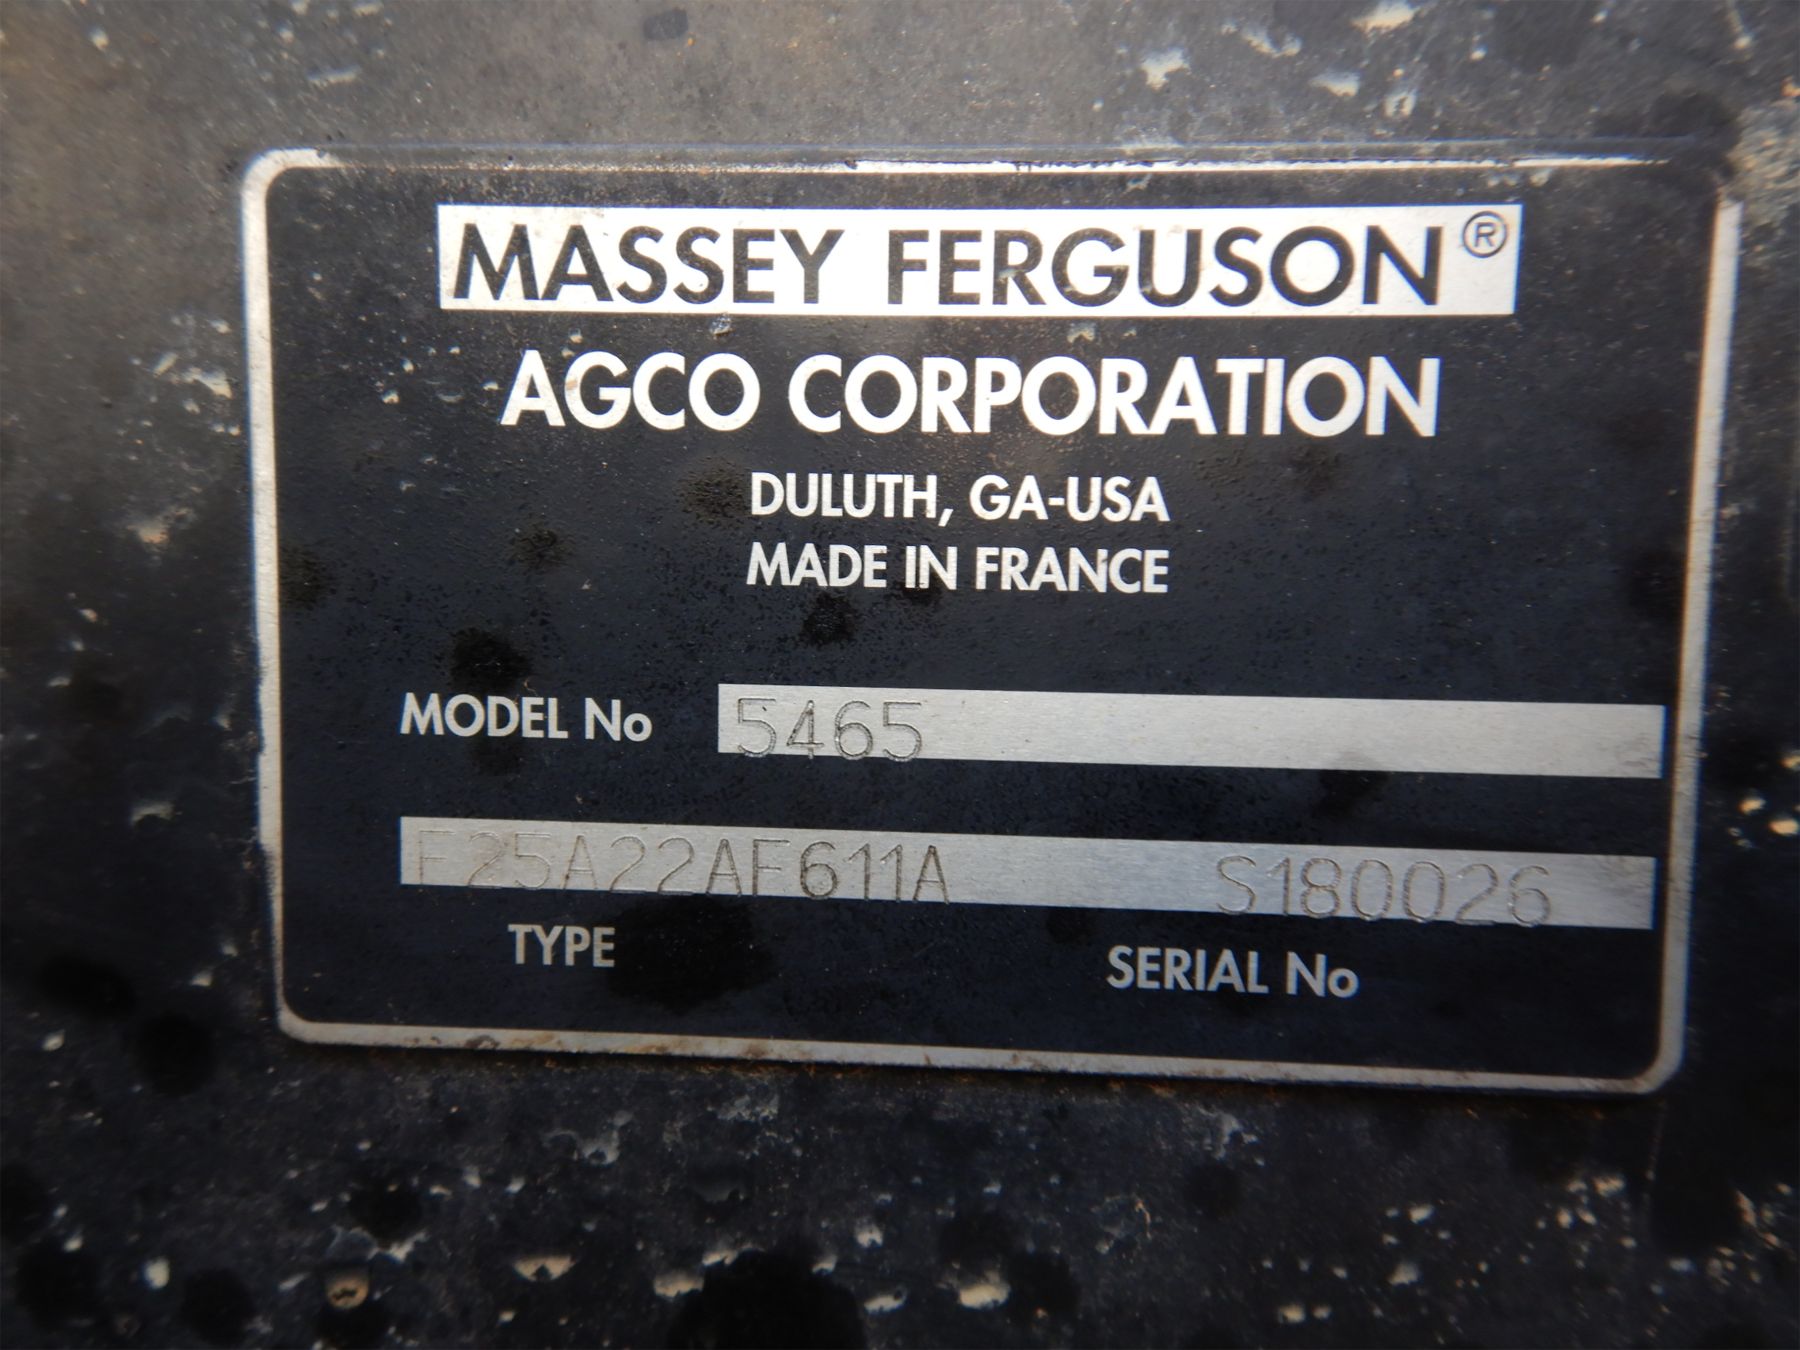 MASSEY FERGUSON®
AGCO CORPORATION
DULUTH, GA-USA
MADE IN FRANCE
MODEL No 5465
F25A22AF611A S180026
TYPE SERIAL No